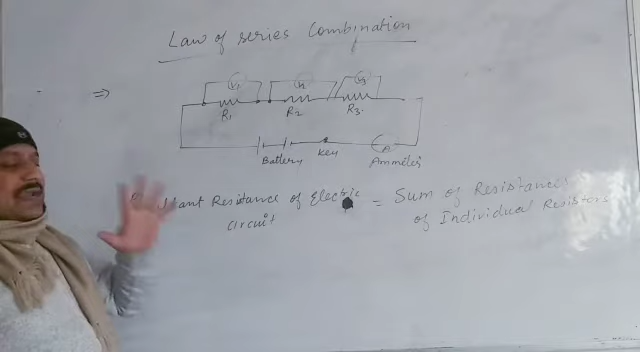 Law of series Combination
⇒
V1 V2 V3
R1 R2 R3
Battery Key A Ammeter
Resistance of Electric = Sum of Resistances
circuit of Individual Resistors